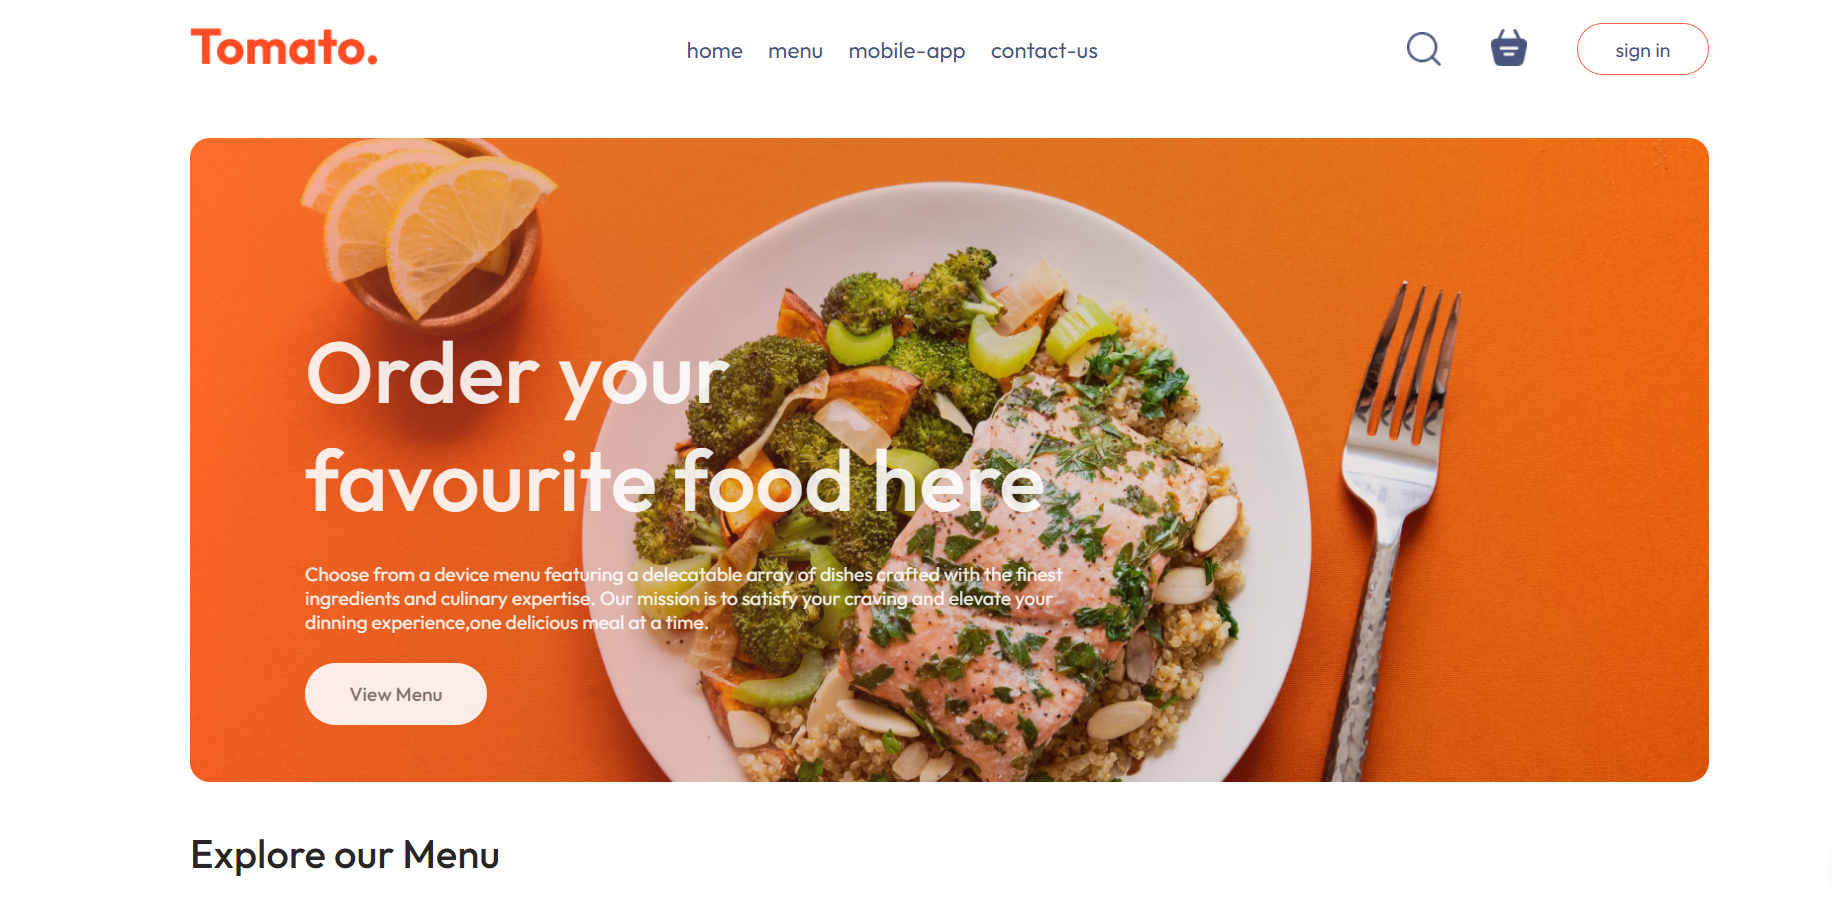 Tomato.
home menu mobile-app contact-us
sign in
Order your
favourite food here
Choose from a device menu featuring a delecatable array of dishes crafted with the finest
ingredients and culinary expertise. Our mission is to satisfy your craving and elevate your
dinning experience,one delicious meal at a time.
View Menu
Explore our Menu